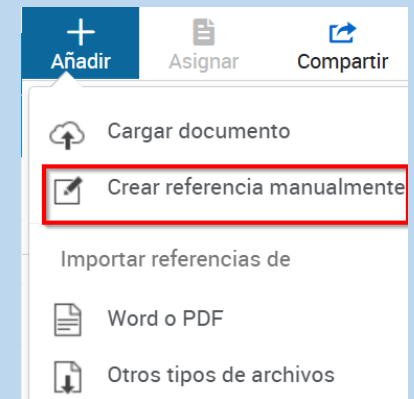 Añadir
Asignar
Compartir
Cargar documento
Crear referencia manualmente
Importar referencias de
Word o PDF
Otros tipos de archivos